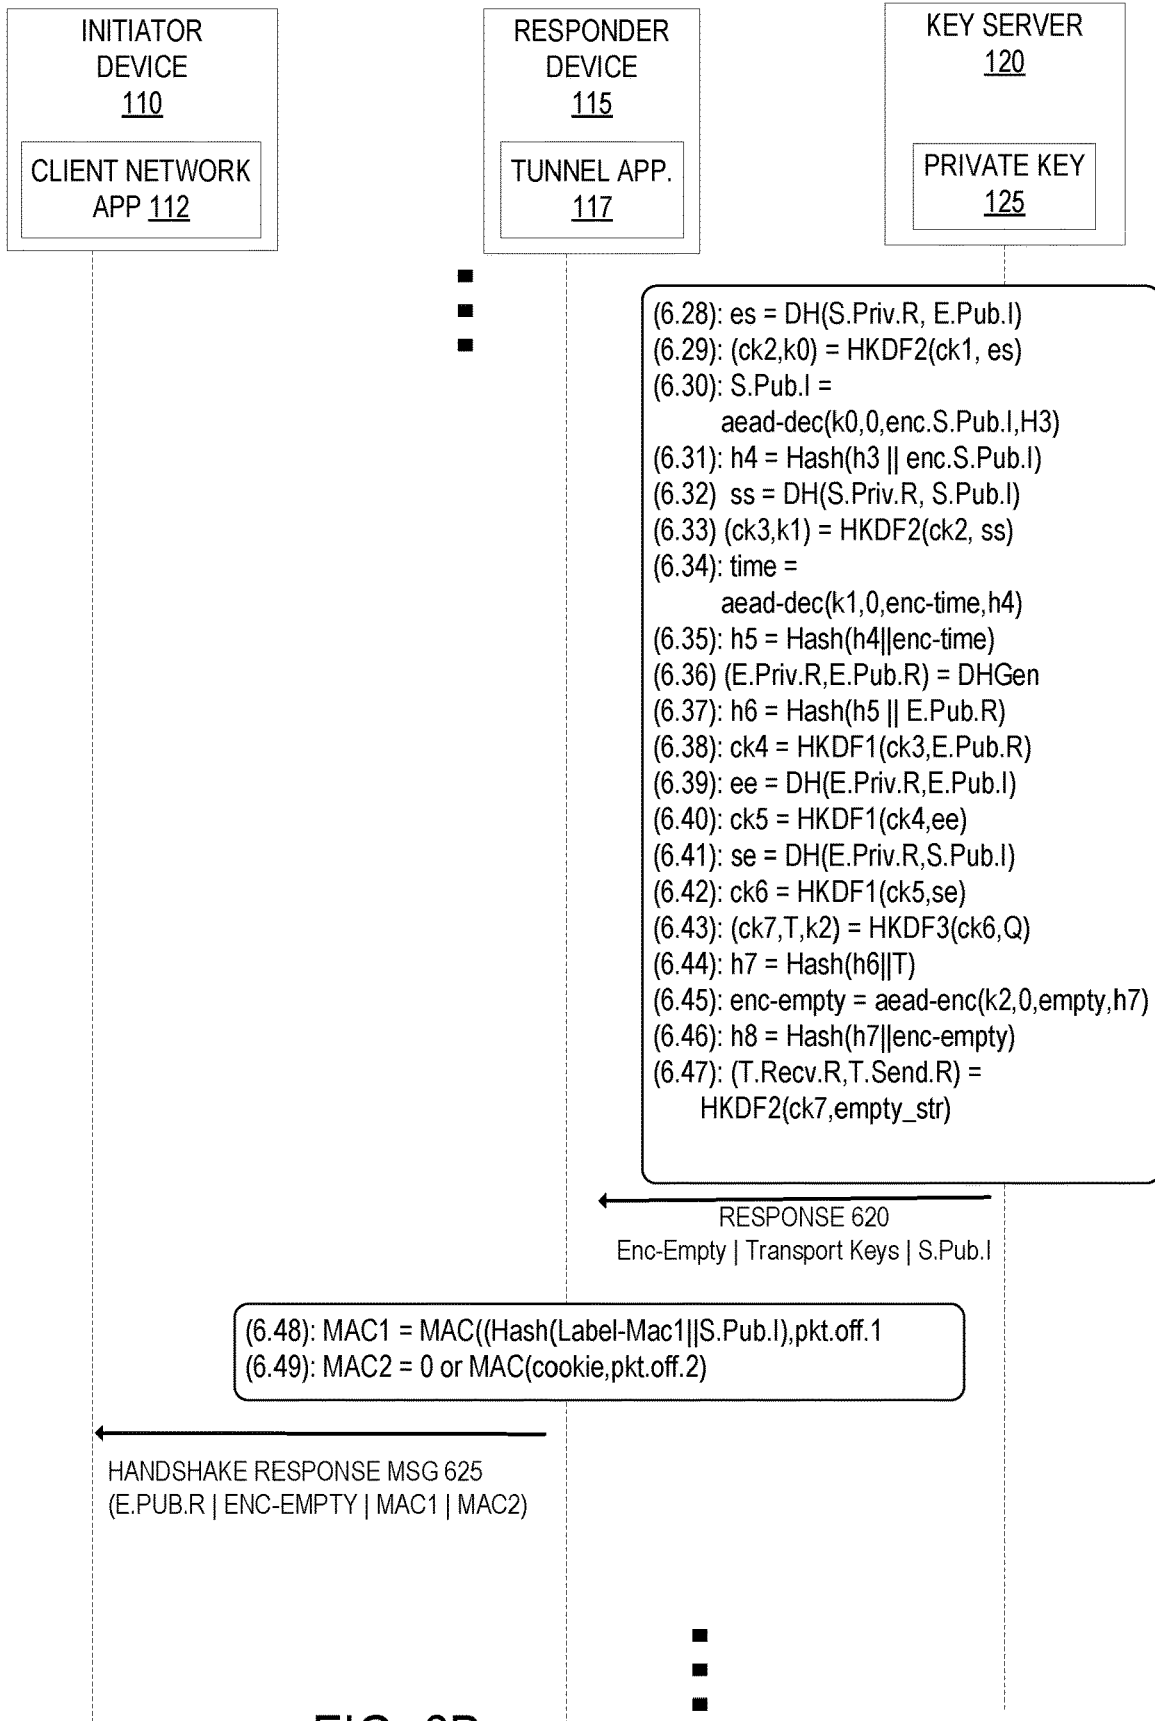 INITIATOR
DEVICE
110
CLIENT NETWORK
APP 112
RESPONDER
DEVICE
115
TUNNEL APP.
117
KEY SERVER
120
PRIVATE KEY
125
(6.28): es = DH(S.Priv.R, E.Pub.I)
(6.29): (ck2,k0) = HKDF2(ck1, es)
(6.30): S.Pub.I =
aead-dec(k0,0,enc.S.Pub.I,H3)
(6.31): h4 = Hash(h3 || enc.S.Pub.I)
(6.32) ss = DH(S.Priv.R, S.Pub.I)
(6.33) (ck3,k1) = HKDF2(ck2, ss)
(6.34): time =
aead-dec(k1,0,enc-time,h4)
(6.35): h5 = Hash(h4||enc-time)
(6.36) (E.Priv.R,E.Pub.R) = DHGen
(6.37): h6 = Hash(h5 || E.Pub.R)
(6.38): ck4 = HKDF1(ck3,E.Pub.R)
(6.39): ee = DH(E.Priv.R,E.Pub.I)
(6.40): ck5 = HKDF1(ck4,ee)
(6.41): se = DH(E.Priv.R,S.Pub.I)
(6.42): ck6 = HKDF1(ck5,se)
(6.43): (ck7,T,k2) = HKDF3(ck6,Q)
(6.44): h7 = Hash(h6||T)
(6.45): enc-empty = aead-enc(k2,0,empty,h7)
(6.46): h8 = Hash(h7||enc-empty)
(6.47): (T.Recv.R,T.Send.R) =
HKDF2(ck7,empty_str)
RESPONSE 620
Enc-Empty | Transport Keys | S.Pub.I
(6.48): MAC1 = MAC((Hash(Label-Mac1||S.Pub.I),pkt.off.1
(6.49): MAC2 = 0 or MAC(cookie,pkt.off.2)
HANDSHAKE RESPONSE MSG 625
(E.PUB.R | ENC-EMPTY | MAC1 | MAC2)